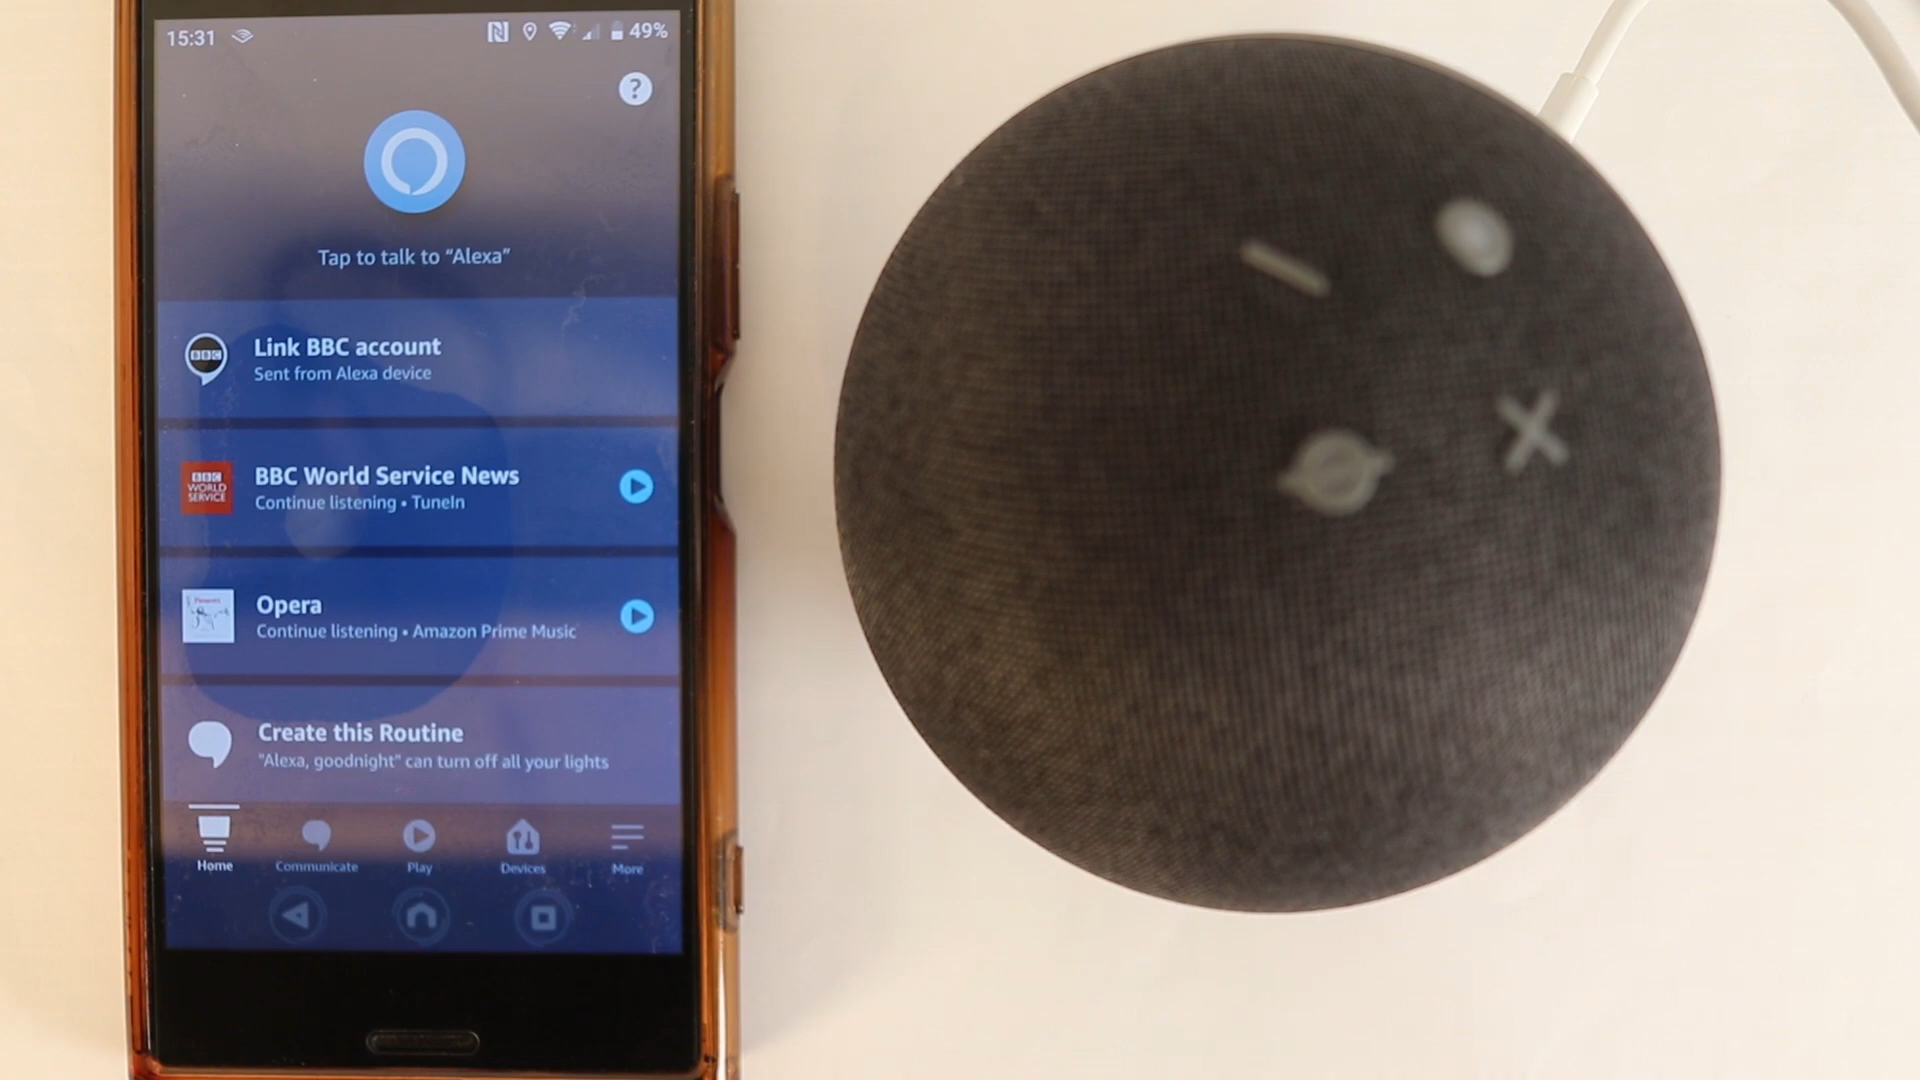 15:31
49%
?
Tap to talk to “Alexa”
BBC
Link BBC account
Sent from Alexa device
BBC
WORLD
SERVICE
BBC World Service News
Continue listening • TuneIn
Opera
Continue listening • Amazon Prime Music
Create this Routine
"Alexa, goodnight" can turn off all your lights
Home
Communicate
Play
Devices
More